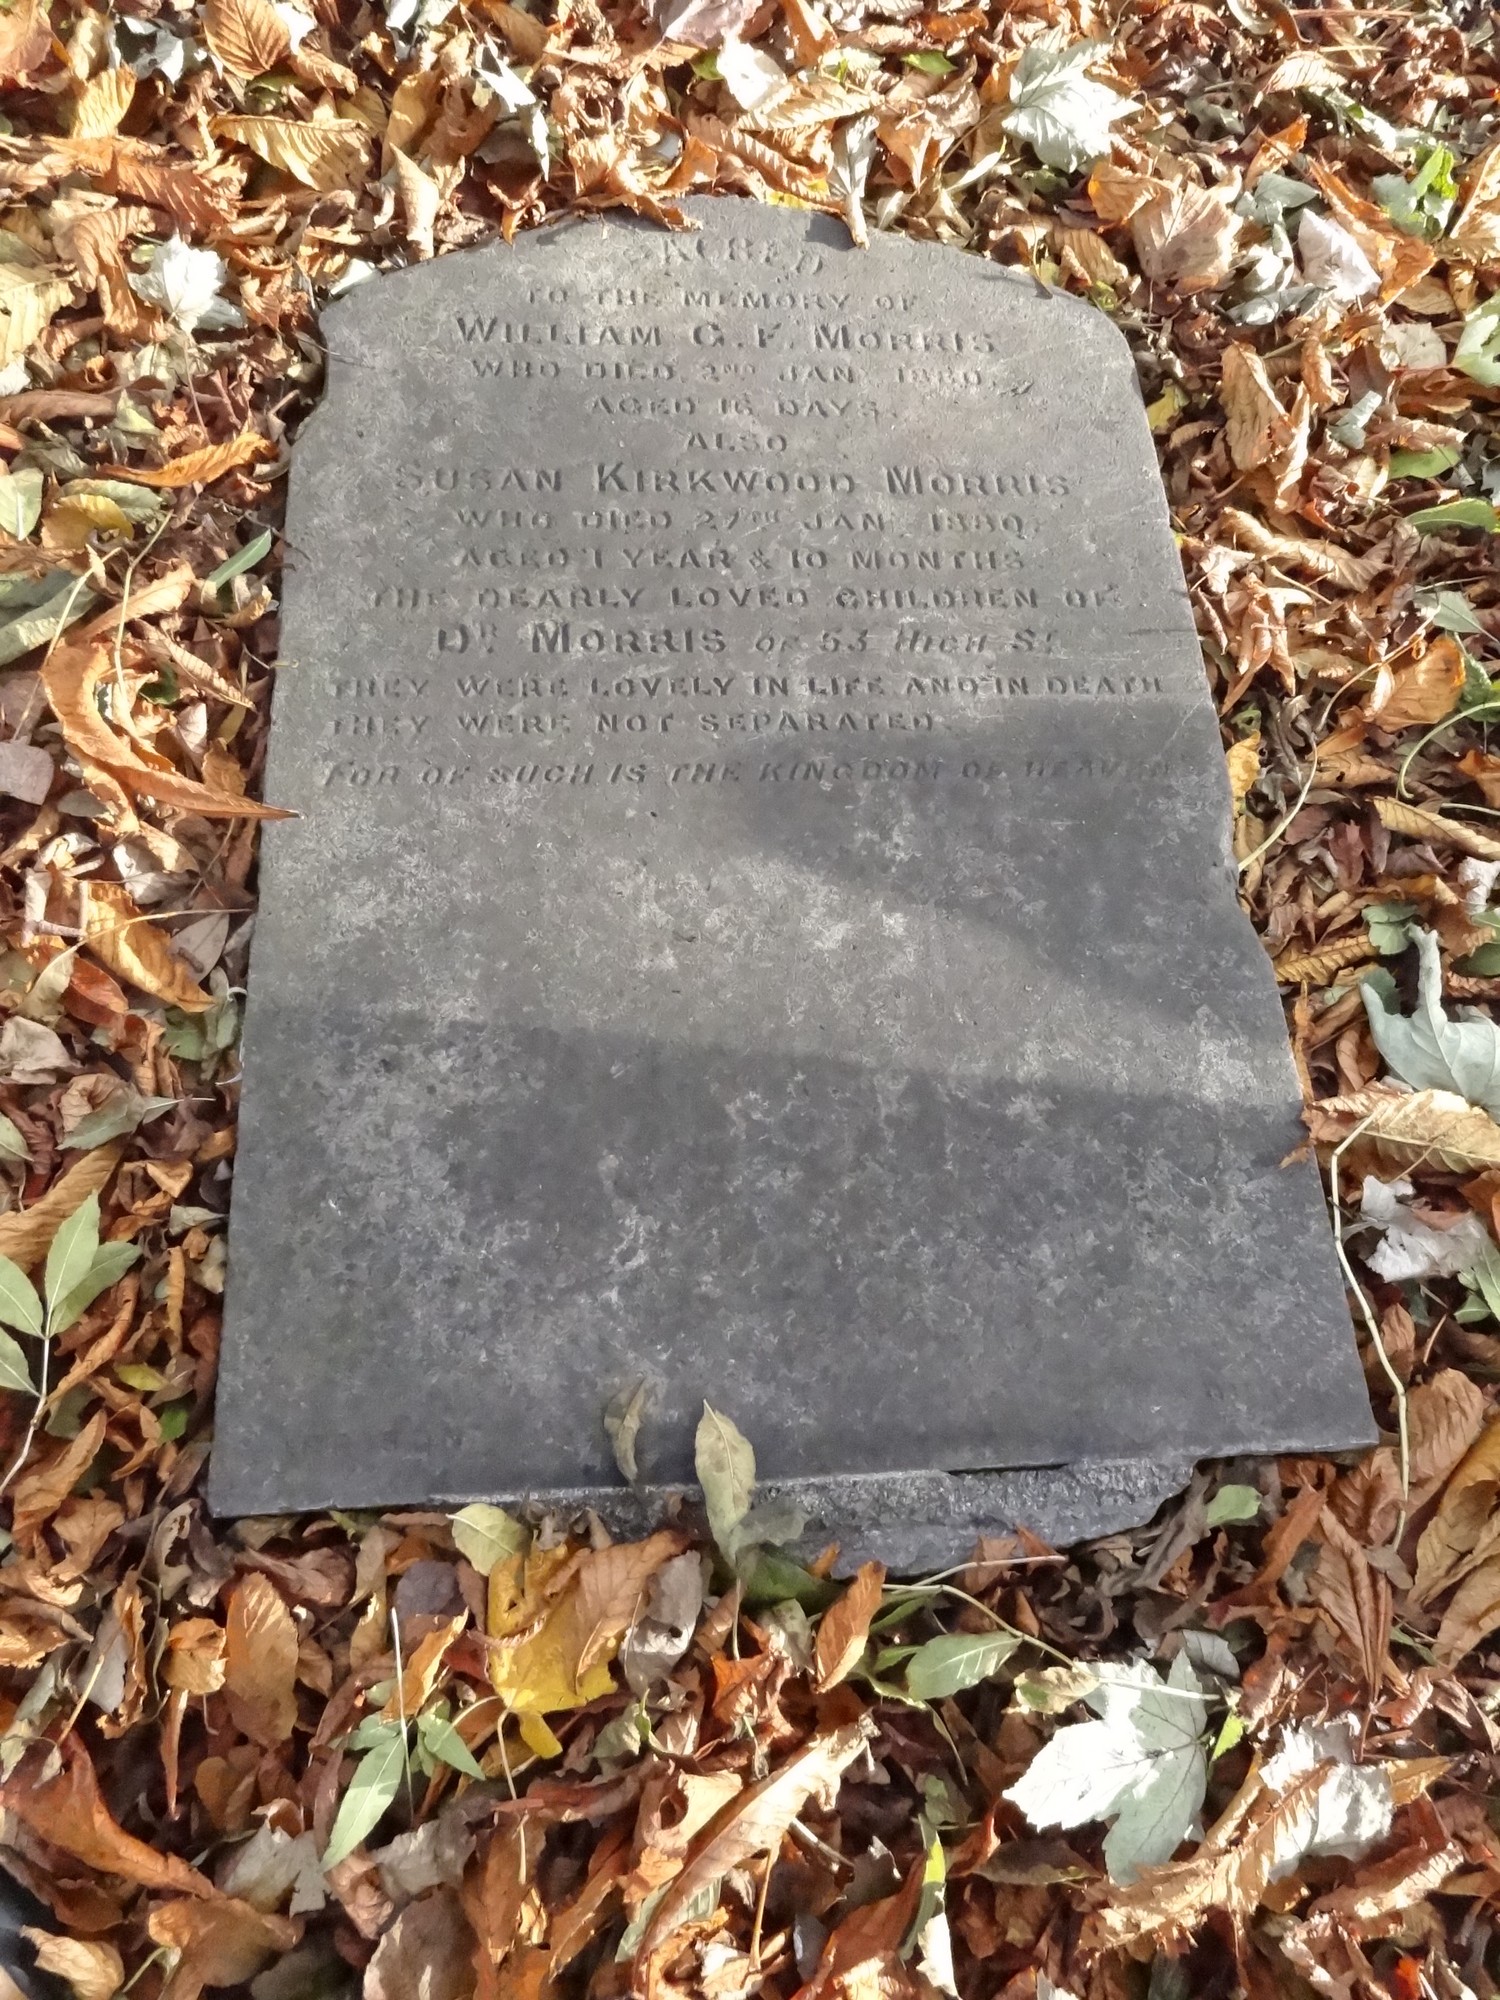 SACRED
TO THE MEMORY OF
WILLIAM G. F. MORRIS
WHO DIED 2ND JAN 1880,
AGED 16 DAYS.
ALSO
SUSAN KIRKWOOD MORRIS
WHO DIED 27TH JAN 1880,
AGED 1 YEAR & 10 MONTHS
THE DEARLY LOVED CHILDREN OF
DR MORRIS OF 53 HIGH ST
THEY WERE LOVELY IN LIFE AND IN DEATH
THEY WERE NOT SEPARATED.
"FOR OF SUCH IS THE KINGDOM OF HEAVEN"